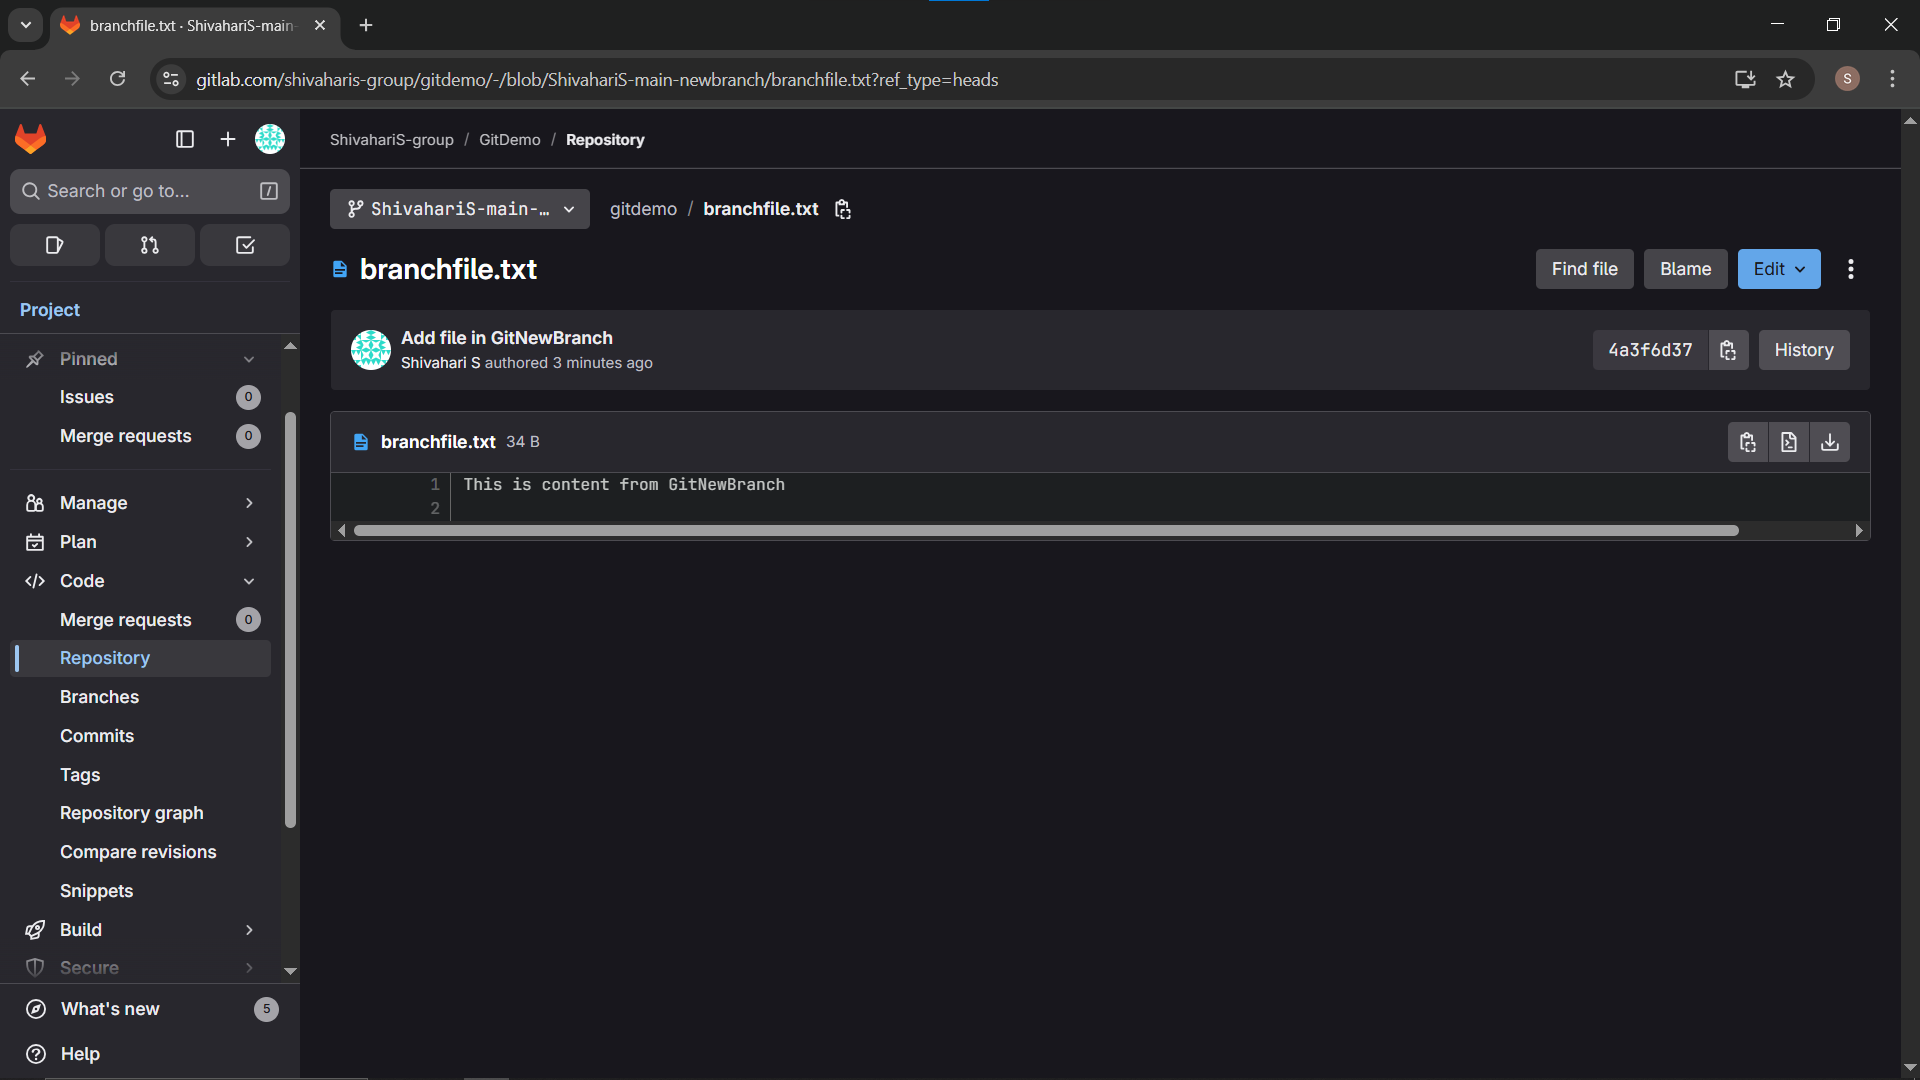 branchfile.txt · ShivahariS-main-
gitlab.com/shivaharis-group/gitdemo/-/blob/ShivahariS-main-newbranch/branchfile.txt?ref_type=heads
S
ShivahariS-group / GitDemo / Repository
Search or go to... /
ShivahariS-main-… gitdemo / branchfile.txt
branchfile.txt
Find file Blame Edit
Project
Add file in GitNewBranch
Shivahari S authored 3 minutes ago
4a3f6d37 History
Pinned
Issues 0
Merge requests 0
branchfile.txt 34 B
1 This is content from GitNewBranch
2
Manage
Plan
Code
Merge requests 0
Repository
Branches
Commits
Tags
Repository graph
Compare revisions
Snippets
Build
Secure
What's new 5
Help